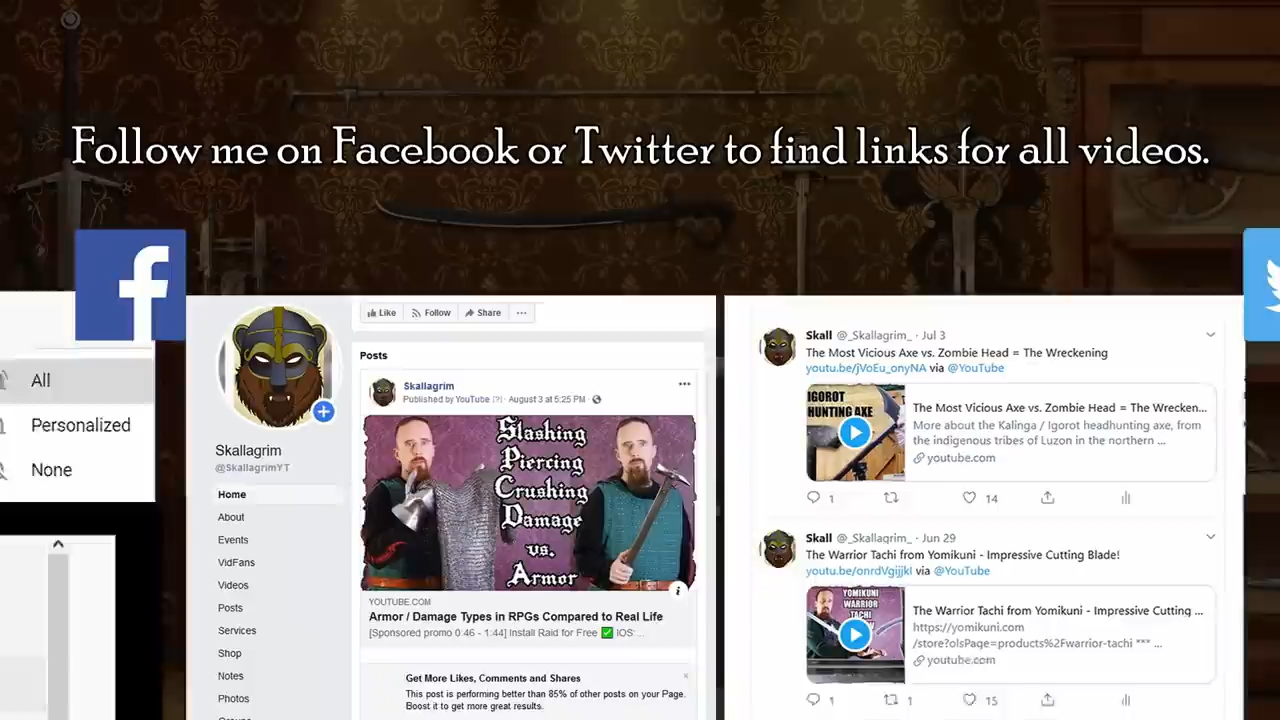 Follow me on Facebook or Twitter to find links for all videos.
All
Personalized
None
Skallagrim
@SkallagrimYT
Home
About
Events
VidFans
Videos
Posts
Services
Shop
Notes
Photos
Like Follow Share ...
Posts
Skallagrim
Published by YouTube [?] · August 3 at 5:25 PM ·
Slashing
Piercing
Crushing
Damage
vs.
Armor
YOUTUBE.COM
Armor / Damage Types in RPGs Compared to Real Life
[Sponsored promo 0:46 - 1:44] Install Raid for Free ✅ IOS:...
Get More Likes, Comments and Shares
This post is performing better than 85% of other posts on your Page.
Boost it to get more great results.
Skall @_Skallagrim_ · Jul 3
The Most Vicious Axe vs. Zombie Head = The Wreckening
youtu.be/jVoEu_onyNA via @YouTube
IGOROT
HUNTING AXE
The Most Vicious Axe vs. Zombie Head = The Wrecken...
More about the Kalinga / Igorot headhunting axe, from
the indigenous tribes of Luzon in the northern ...
youtube.com
1 14
Skall @_Skallagrim_ · Jun 29
The Warrior Tachi from Yomikuni - Impressive Cutting Blade!
youtu.be/onrdVgijjkI via @YouTube
YOMIKUNI
WARRIOR
TACHI
The Warrior Tachi from Yomikuni - Impressive Cutting ...
https://yomikuni.com
/store?olsPage=products%2Fwarrior-tachi *** ...
youtube.com
1 1 15